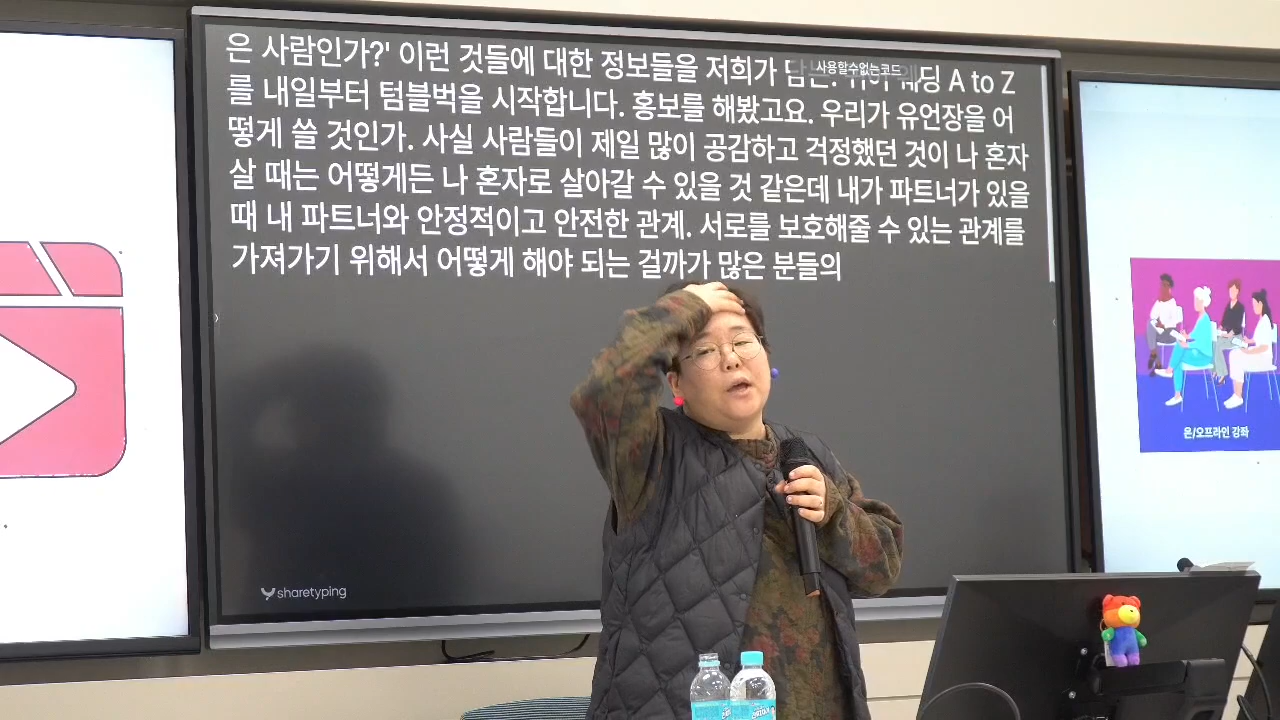 은 사람인가?' 이런 것들에 대한 정보들을 저희가
사용할수없는코드
웨딩 A to Z
를 내일부터 텀블벅을 시작합니다. 홍보를 해봤고요. 우리가 유언장을 어
떻게 쓸 것인가. 사실 사람들이 제일 많이 공감하고 걱정했던 것이 나 혼자
살 때는 어떻게든 나 혼자로 살아갈 수 있을 것 같은데 내가 파트너가 있을
때 내 파트너와 안정적이고 안전한 관계. 서로를 보호해줄 수 있는 관계를
가져가기 위해서 어떻게 해야 되는 걸까가 많은 분들의
온/오프라인 강좌
sharetyping